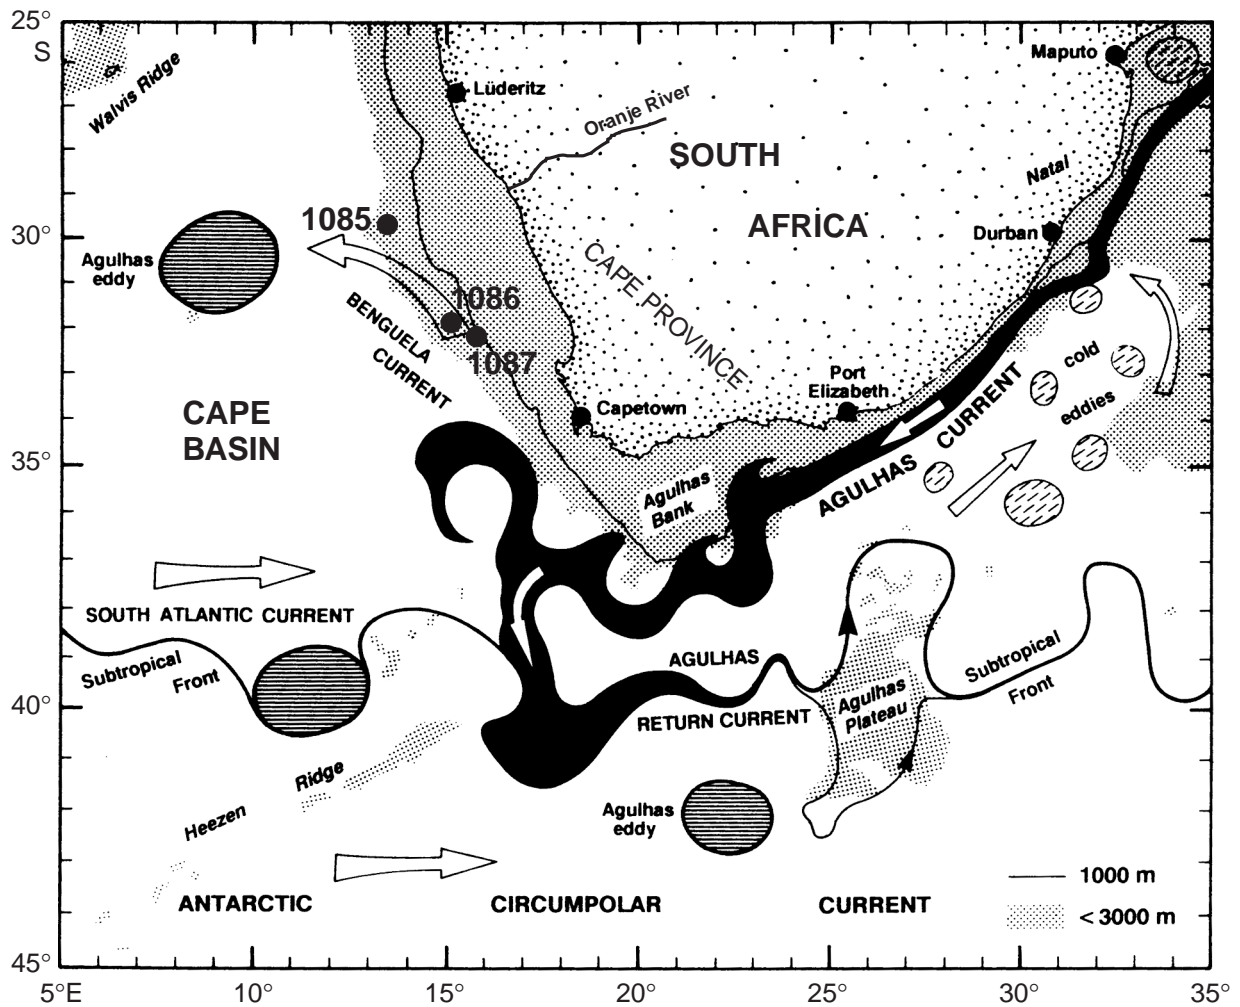 25°
S
Maputo
Walvis Ridge
Lüderitz
Oranje River
SOUTH
Natal
1085
AFRICA
Durban
30°
Agulhas
eddy
CAPE PROVINCE
1086
BENGUELA
CURRENT
1087
cold
eddies
Port
Elizabeth
CAPE
BASIN
Capetown
AGULHAS CURRENT
35°
Agulhas
Bank
SOUTH ATLANTIC CURRENT
Subtropical
Front
AGULHAS
RETURN CURRENT
Subtropical
Front
Agulhas
Plateau
40°
Heezen Ridge
Agulhas
eddy
1000 m
< 3000 m
ANTARCTIC CIRCUMPOLAR CURRENT
45°
5°E 10° 15° 20° 25° 30° 35°